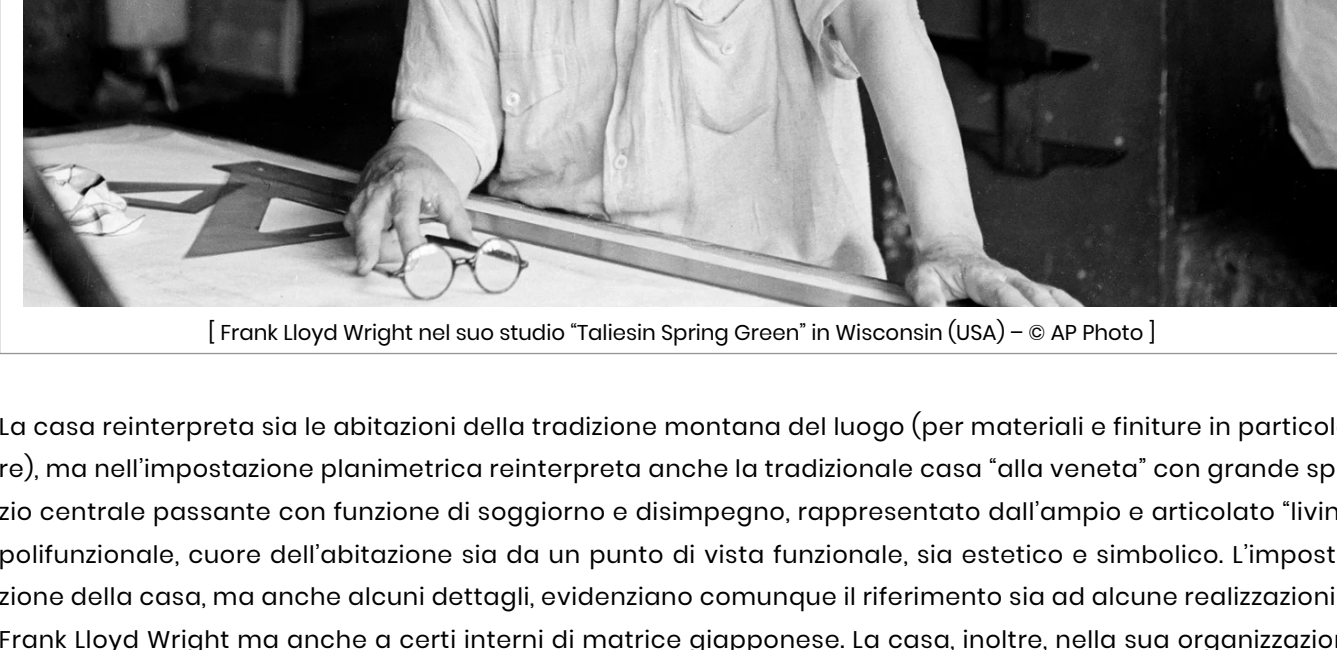 [ Frank Lloyd Wright nel suo studio “Taliesin Spring Green” in Wisconsin (USA) – © AP Photo ]
La casa reinterpreta sia le abitazioni della tradizione montana del luogo (per materiali e finiture in particol
re), ma nell’impostazione planimetrica reinterpreta anche la tradizionale casa “alla veneta” con grande sp
zio centrale passante con funzione di soggiorno e disimpegno, rappresentato dall’ampio e articolato “livin
polifunzionale, cuore dell’abitazione sia da un punto di vista funzionale, sia estetico e simbolico. L’impost
zione della casa, ma anche alcuni dettagli, evidenziano comunque il riferimento sia ad alcune realizzazioni
Frank Lloyd Wright ma anche a certi interni di matrice giapponese. La casa, inoltre, nella sua organizzazio